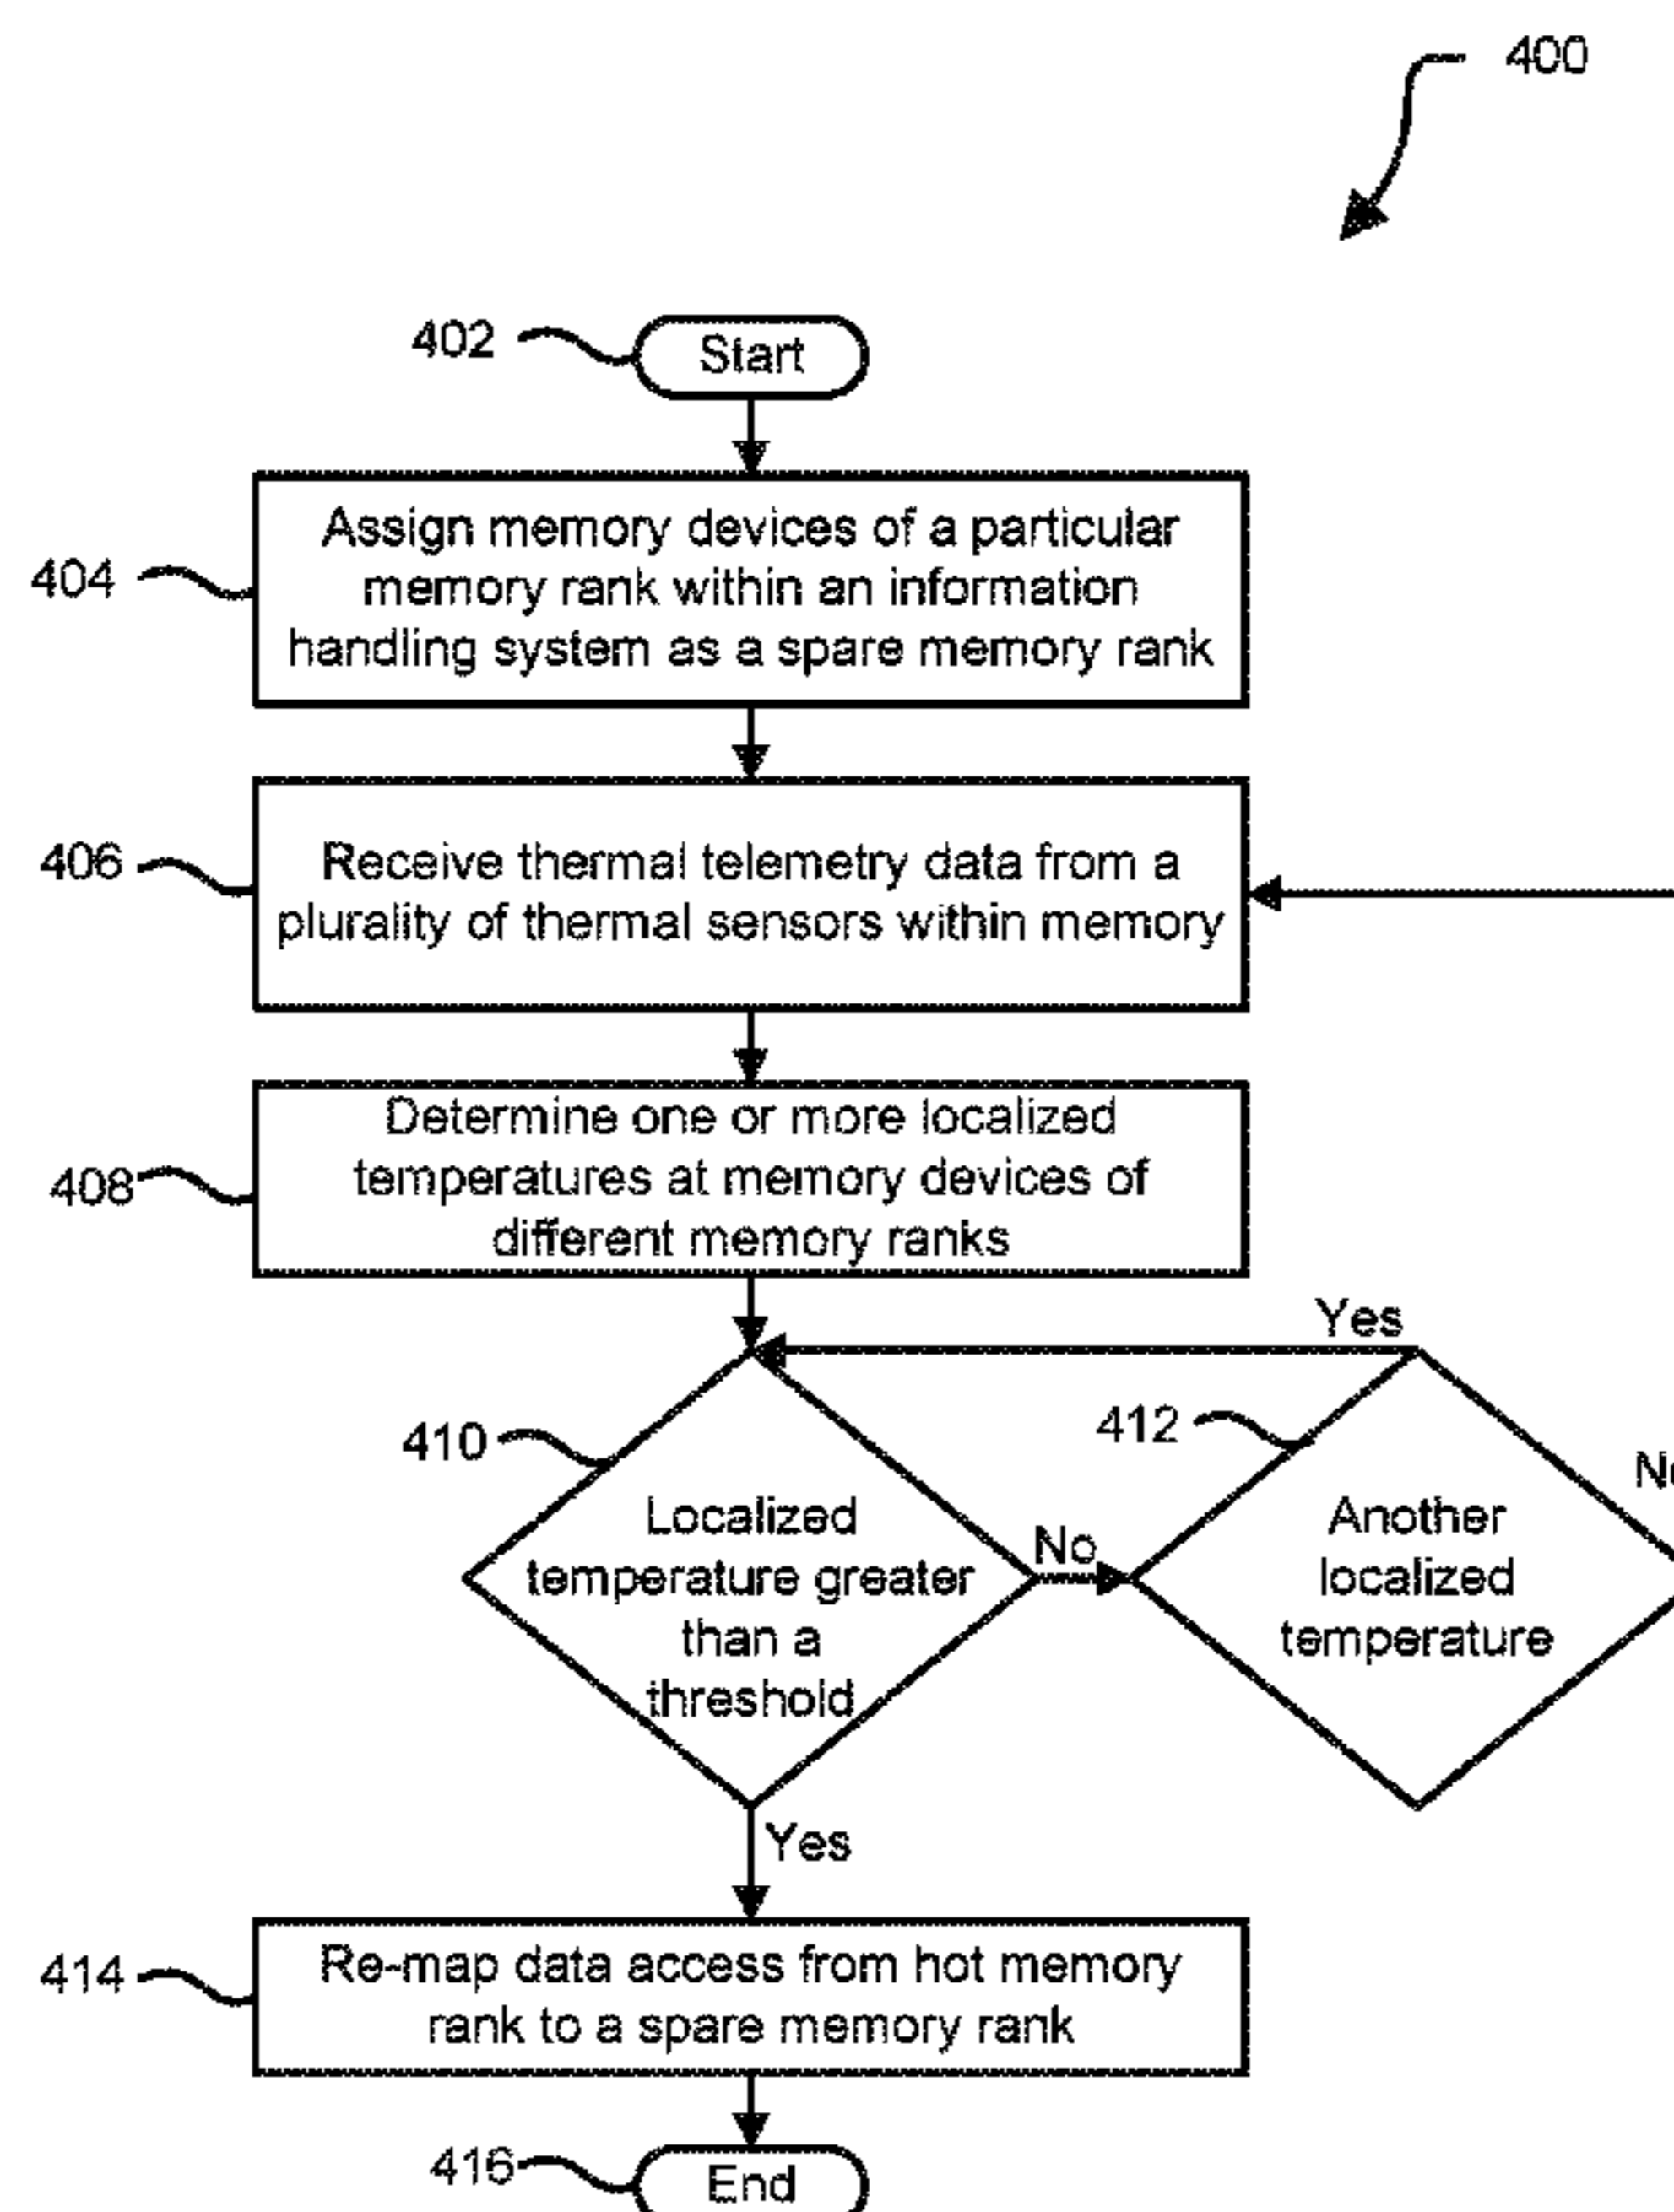 400
402
Start
404
Assign memory devices of a particular
memory rank within an information
handling system as a spare memory rank
406
Receive thermal telemetry data from a
plurality of thermal sensors within memory
408
Determine one or more localized
temperatures at memory devices of
different memory ranks
Yes
410
412
Localized
temperature greater
than a
threshold
No
Another
localized
temperature
Yes
414
Re-map data access from hot memory
rank to a spare memory rank
416
End